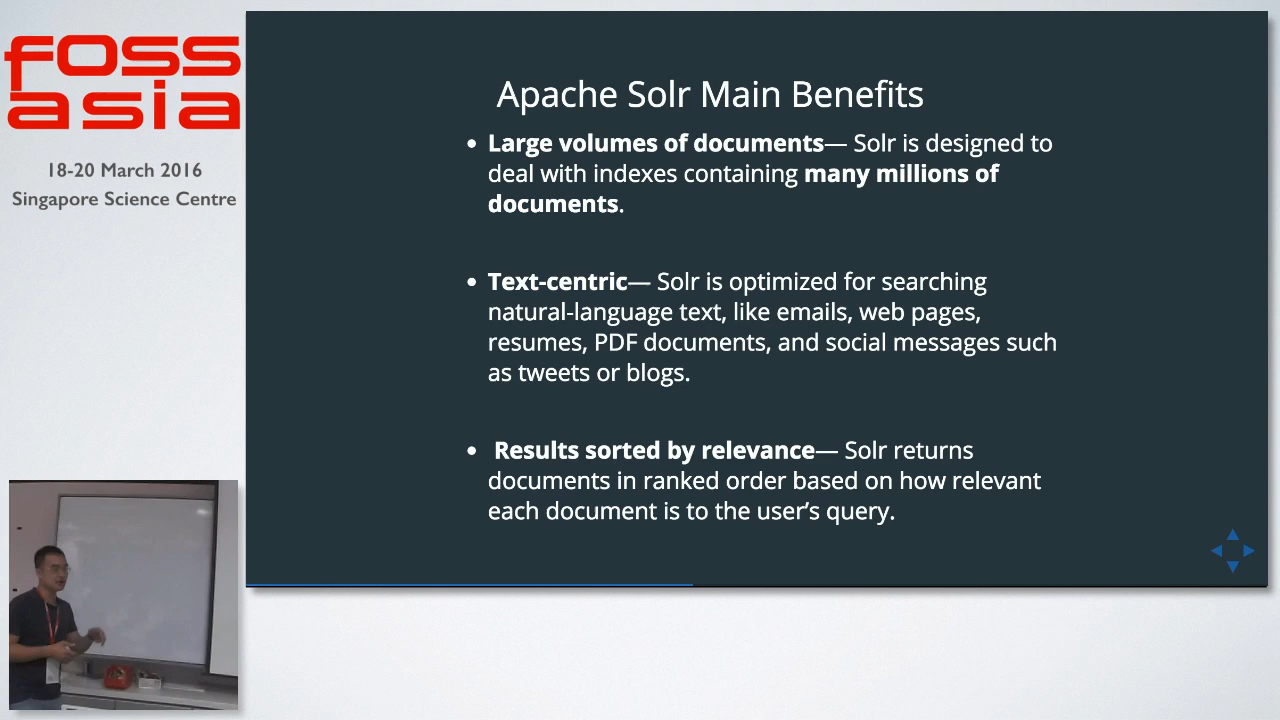 foss
asia
18-20 March 2016
Singapore Science Centre
Apache Solr Main Benefits
• Large volumes of documents— Solr is designed to
deal with indexes containing many millions of
documents.
• Text-centric— Solr is optimized for searching
natural-language text, like emails, web pages,
resumes, PDF documents, and social messages such
as tweets or blogs.
• Results sorted by relevance— Solr returns
documents in ranked order based on how relevant
each document is to the user’s query.